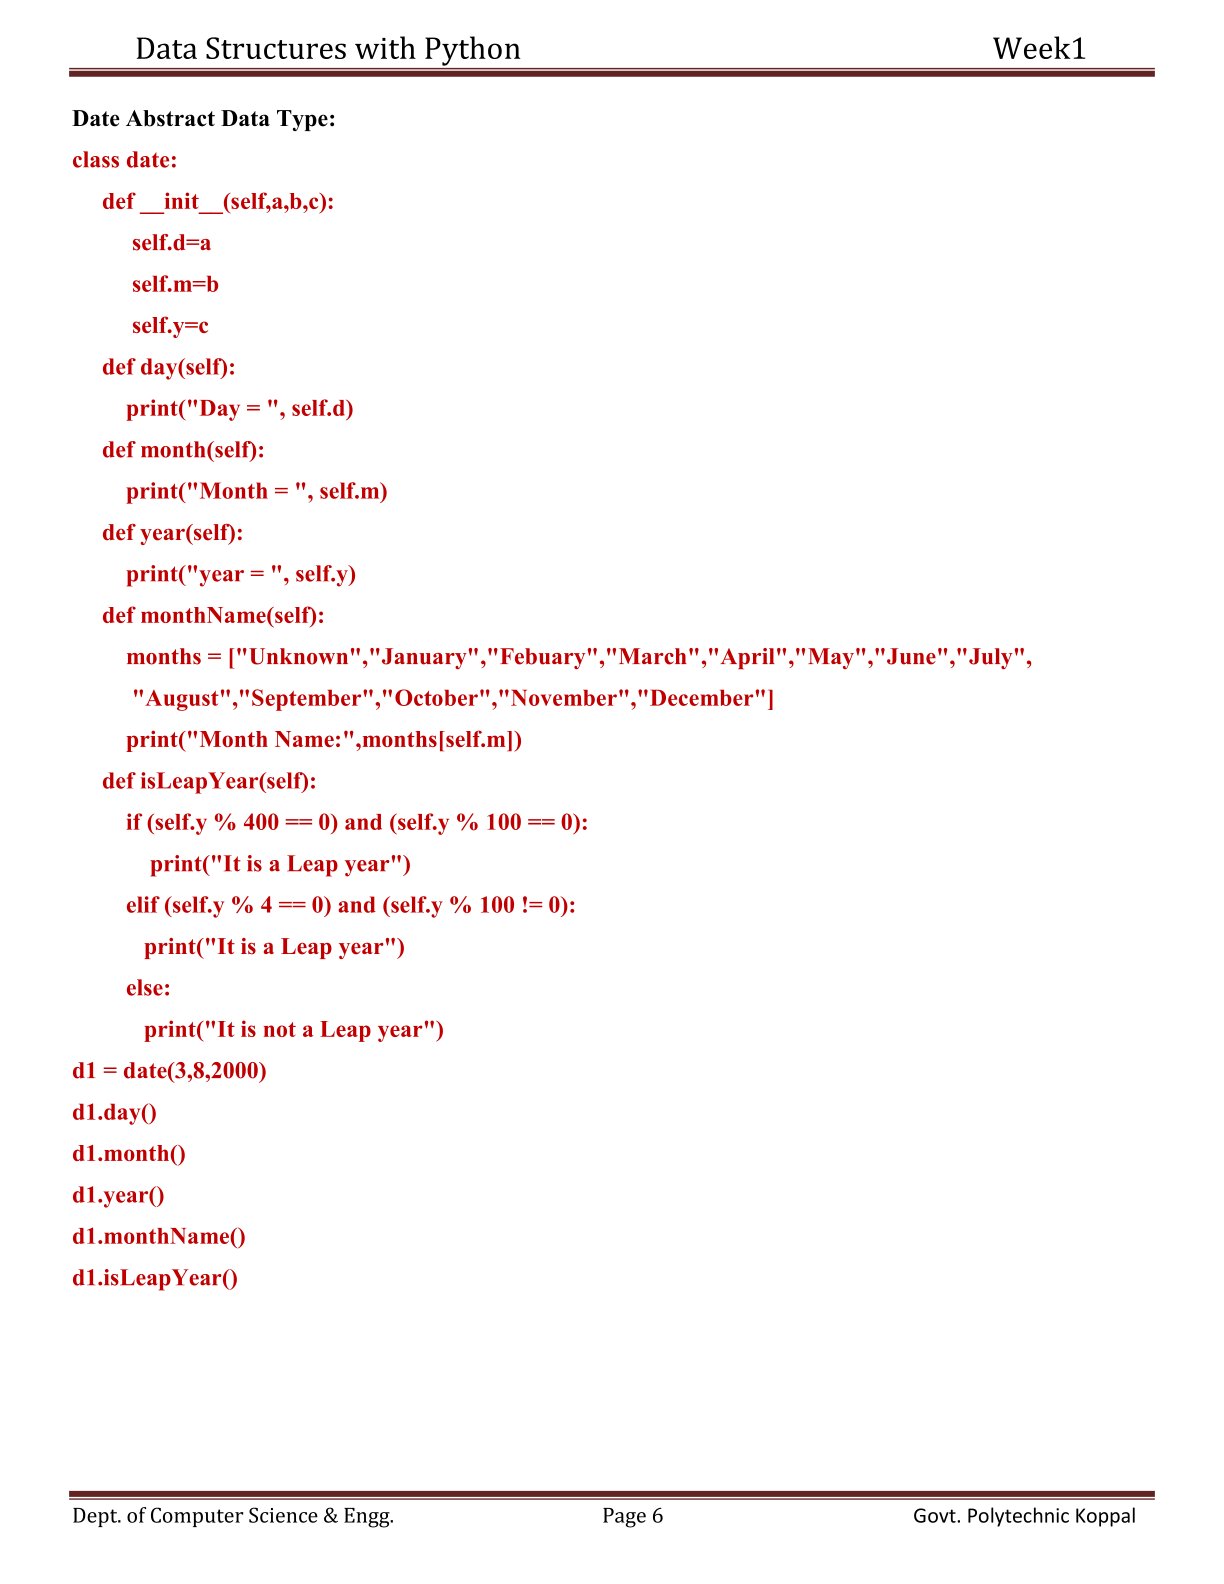 Data Structures with Python Week1
Date Abstract Data Type:
class date:
def __init__(self,a,b,c):
self.d=a
self.m=b
self.y=c
def day(self):
print("Day = ", self.d)
def month(self):
print("Month = ", self.m)
def year(self):
print("year = ", self.y)
def monthName(self):
months = ["Unknown","January","Febuary","March","April","May","June","July",
"August","September","October","November","December"]
print("Month Name:",months[self.m])
def isLeapYear(self):
if (self.y % 400 == 0) and (self.y % 100 == 0):
print("It is a Leap year")
elif (self.y % 4 == 0) and (self.y % 100 != 0):
print("It is a Leap year")
else:
print("It is not a Leap year")
d1 = date(3,8,2000)
d1.day()
d1.month()
d1.year()
d1.monthName()
d1.isLeapYear()
Dept. of Computer Science & Engg. Page 6 Govt. Polytechnic Koppal